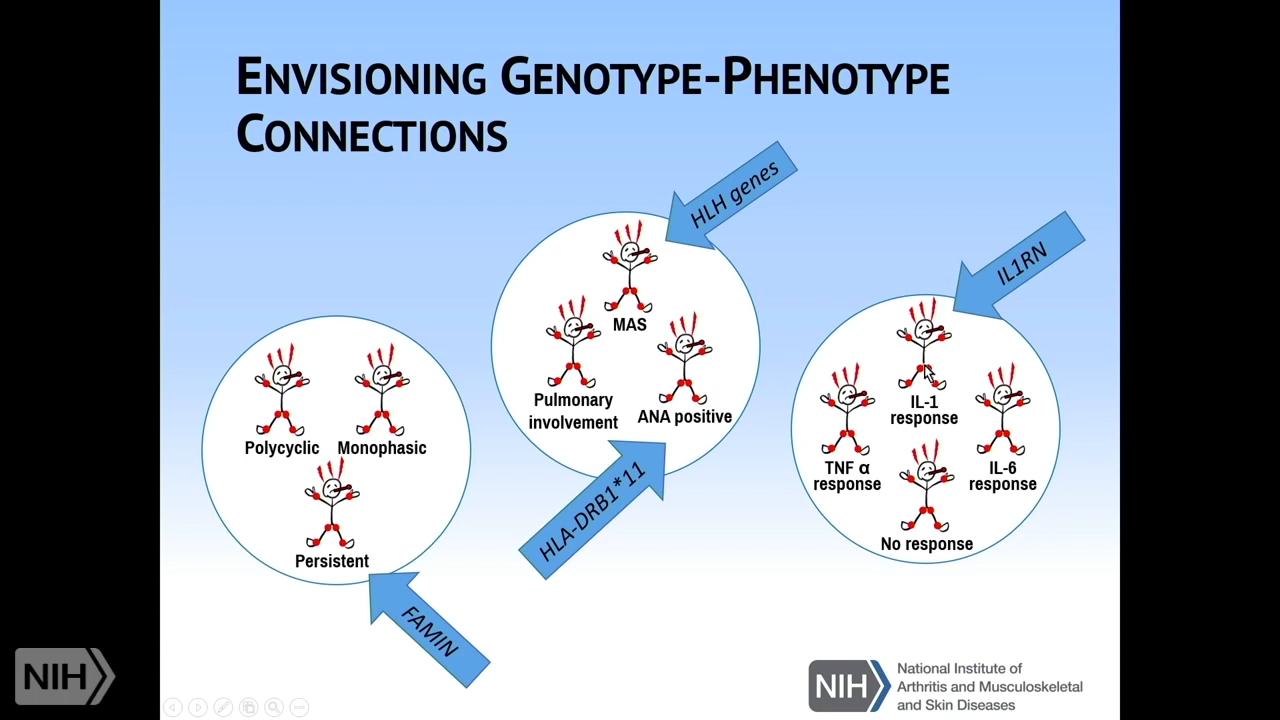 ENVISIONING GENOTYPE-PHENOTYPE
CONNECTIONS
HLH genes
IL1RN
MAS
Pulmonary
involvement
ANA positive
HLA-DRB1*11
IL-1
response
TNF α
response
IL-6
response
No response
Polycyclic
Monophasic
Persistent
FAMIN
NIH
NIH
National Institute of
Arthritis and Musculoskeletal
and Skin Diseases